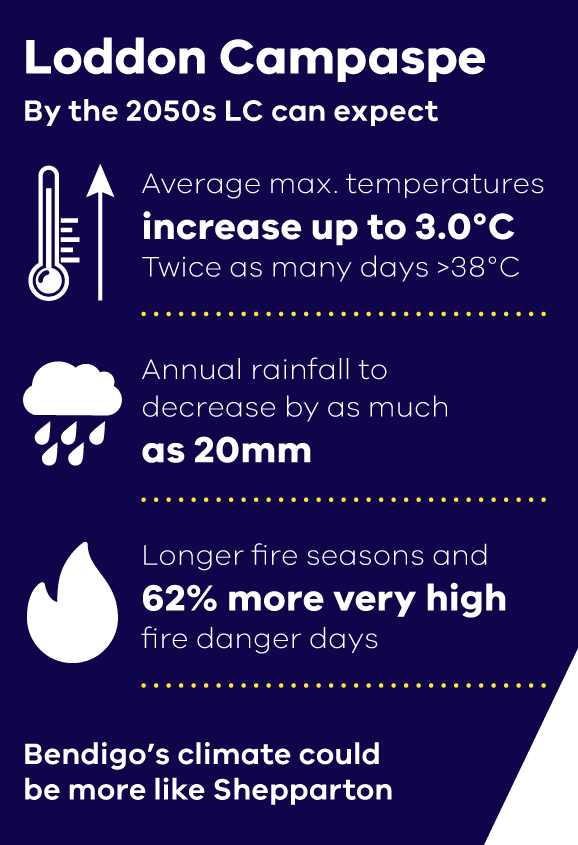 Loddon Campaspe
By the 2050s LC can expect
Average max. temperatures
increase up to 3.0°C
Twice as many days >38°C
Annual rainfall to
decrease by as much
as 20mm
Longer fire seasons and
62% more very high
fire danger days
Bendigo’s climate could
be more like Shepparton